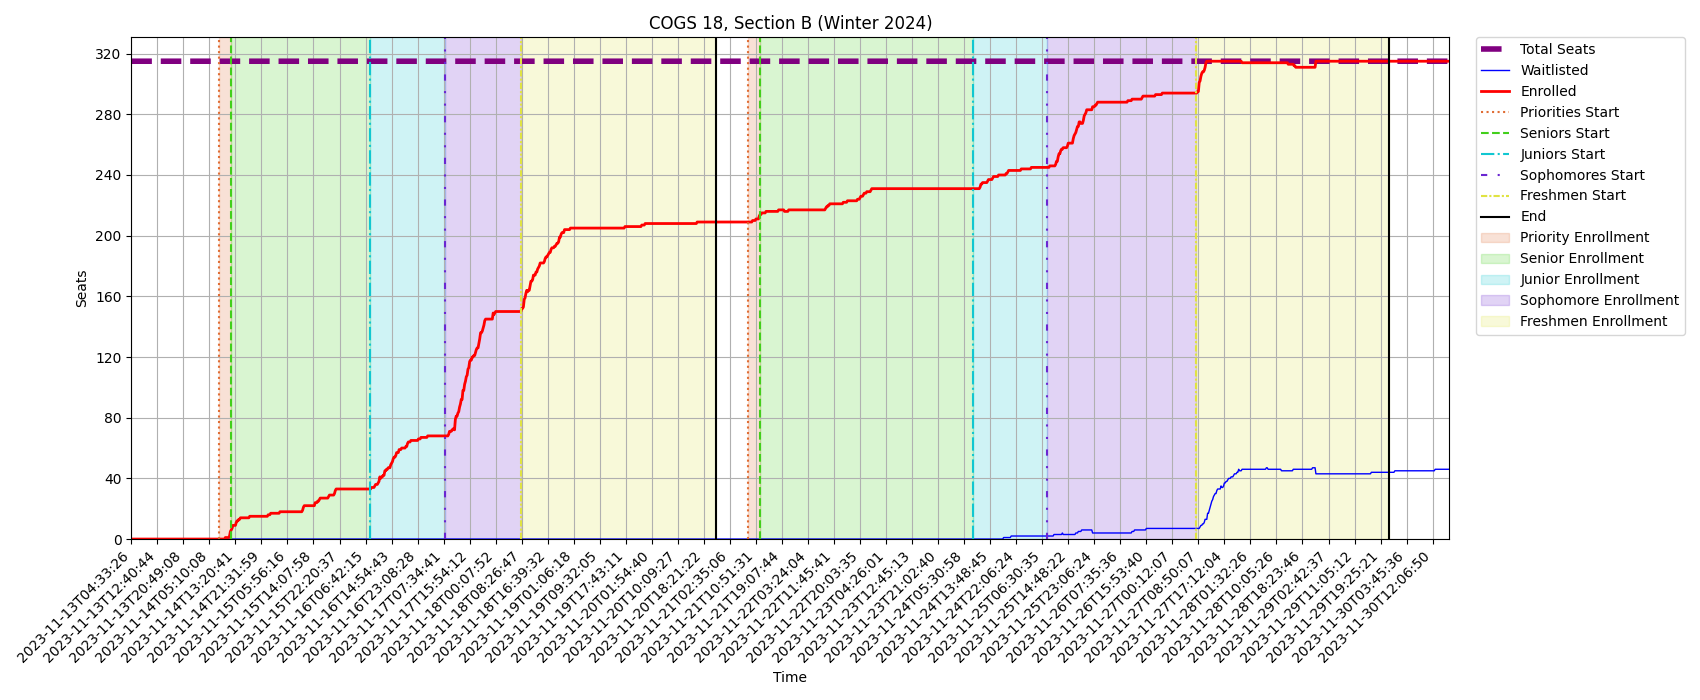 COGS 18, Section B (Winter 2024)
Seats
320
280
240
200
160
120
80
40
0
2023-11-13T04:33:26
2023-11-13T12:40:44
2023-11-13T20:49:08
2023-11-14T05:10:08
2023-11-14T13:20:41
2023-11-14T21:31:59
2023-11-15T05:56:16
2023-11-15T14:07:58
2023-11-15T22:20:37
2023-11-16T06:42:15
2023-11-16T14:54:43
2023-11-16T23:08:28
2023-11-17T07:34:41
2023-11-17T15:54:12
2023-11-18T00:07:52
2023-11-18T08:26:47
2023-11-18T16:39:32
2023-11-19T01:06:18
2023-11-19T09:32:05
2023-11-19T17:43:11
2023-11-20T01:54:40
2023-11-20T10:09:27
2023-11-20T18:21:22
2023-11-21T02:35:06
2023-11-21T10:51:31
2023-11-21T19:07:44
2023-11-22T03:24:04
2023-11-22T11:45:41
2023-11-22T20:03:35
2023-11-23T04:26:01
2023-11-23T12:45:13
2023-11-23T21:02:40
2023-11-24T05:30:58
2023-11-24T13:48:45
2023-11-24T22:06:24
2023-11-25T06:30:35
2023-11-25T14:48:22
2023-11-25T23:06:24
2023-11-26T07:35:36
2023-11-26T15:53:40
2023-11-27T00:12:07
2023-11-27T08:50:07
2023-11-27T17:12:04
2023-11-28T01:32:26
2023-11-28T10:05:26
2023-11-28T18:23:46
2023-11-29T02:42:37
2023-11-29T11:05:12
2023-11-29T19:25:21
2023-11-30T03:45:36
2023-11-30T12:06:50
Time
Total Seats
Waitlisted
Enrolled
Priorities Start
Seniors Start
Juniors Start
Sophomores Start
Freshmen Start
End
Priority Enrollment
Senior Enrollment
Junior Enrollment
Sophomore Enrollment
Freshmen Enrollment